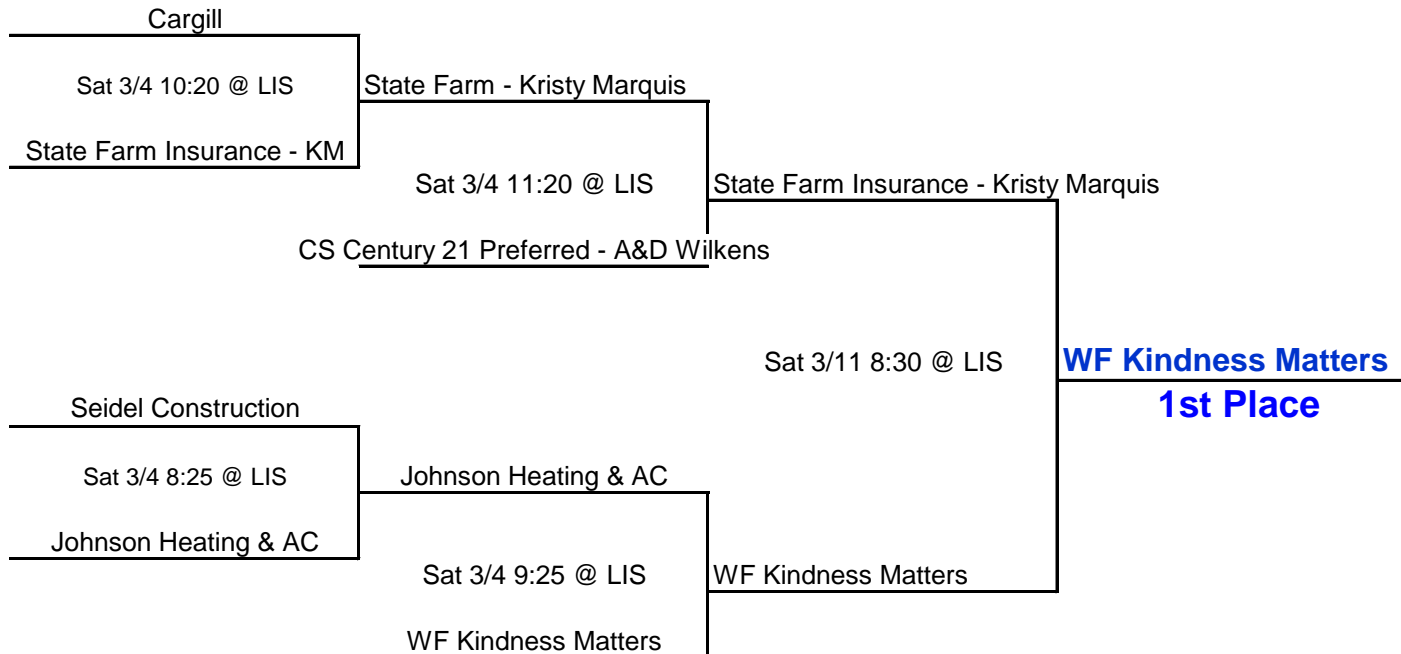 Cargill
Sat 3/4 10:20 @ LIS
State Farm - Kristy Marquis
State Farm Insurance - KM
Sat 3/4 11:20 @ LIS
State Farm Insurance - Kristy Marquis
CS Century 21 Preferred - A&D Wilkens
Sat 3/11 8:30 @ LIS
WF Kindness Matters
1st Place
Seidel Construction
Sat 3/4 8:25 @ LIS
Johnson Heating & AC
Johnson Heating & AC
Sat 3/4 9:25 @ LIS
WF Kindness Matters
WF Kindness Matters